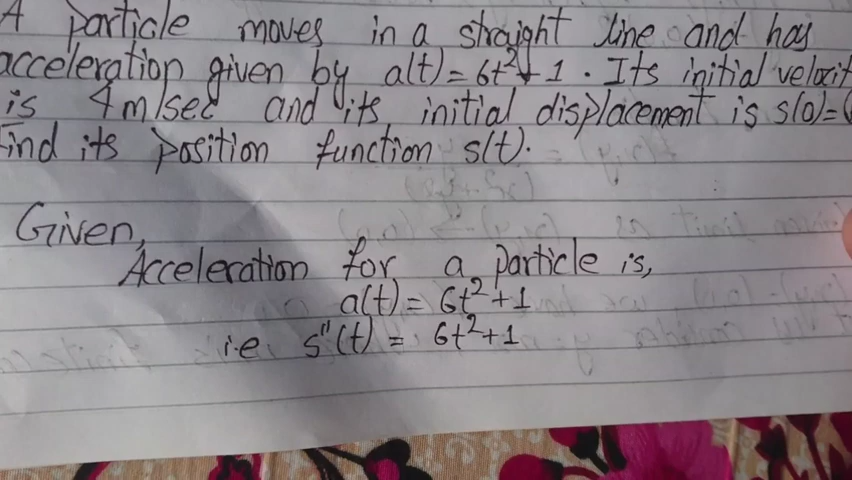 A particle moves in a straight line and has
acceleration given by a(t) = 6t²+1. Its initial velocit
is 4m/sec and its initial displacement is s(0)=
Find its position function s(t).
Given,
Acceleration for a particle is,
a(t) = 6t²+1
i.e. s"(t) = 6t²+1